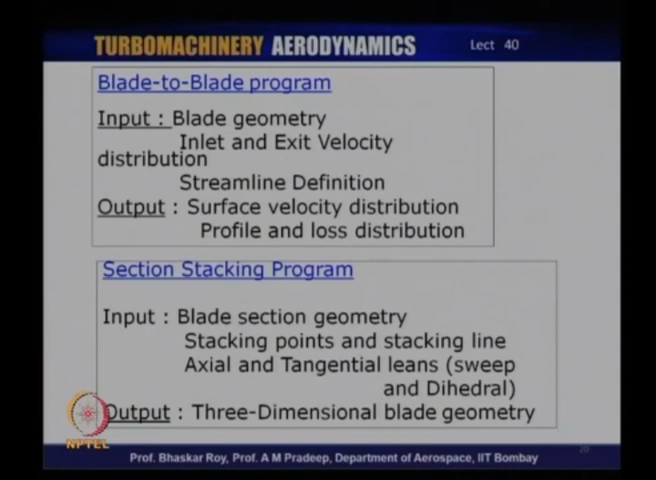 TURBOMACHINERY AERODYNAMICS Lect 40
Blade-to-Blade program
Input : Blade geometry
Inlet and Exit Velocity
distribution
Streamline Definition
Output : Surface velocity distribution
Profile and loss distribution
Section Stacking Program
Input : Blade section geometry
Stacking points and stacking line
Axial and Tangential leans (sweep
and Dihedral)
Output : Three-Dimensional blade geometry
NPTEL
Prof. Bhaskar Roy, Prof. A M Pradeep, Department of Aerospace, IIT Bombay